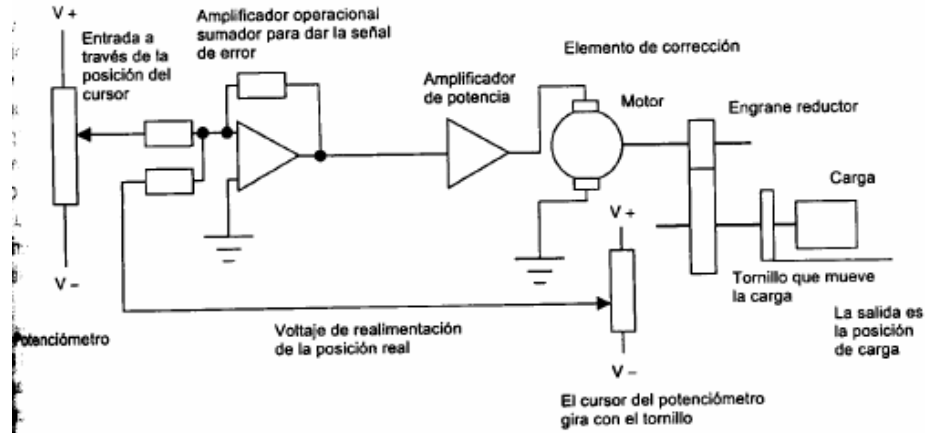 V +
Entrada a
través de la
posición del
cursor
Amplificador operacional
sumador para dar la señal
de error
Elemento de corrección
Amplificador
de potencia
Motor
Engrane reductor
Carga
V +
V –
Tornillo que mueve
la carga
La salida es
la posición
de carga
Potenciómetro
Voltaje de realimentación
de la posición real
V –
El cursor del potenciómetro
gira con el tornillo